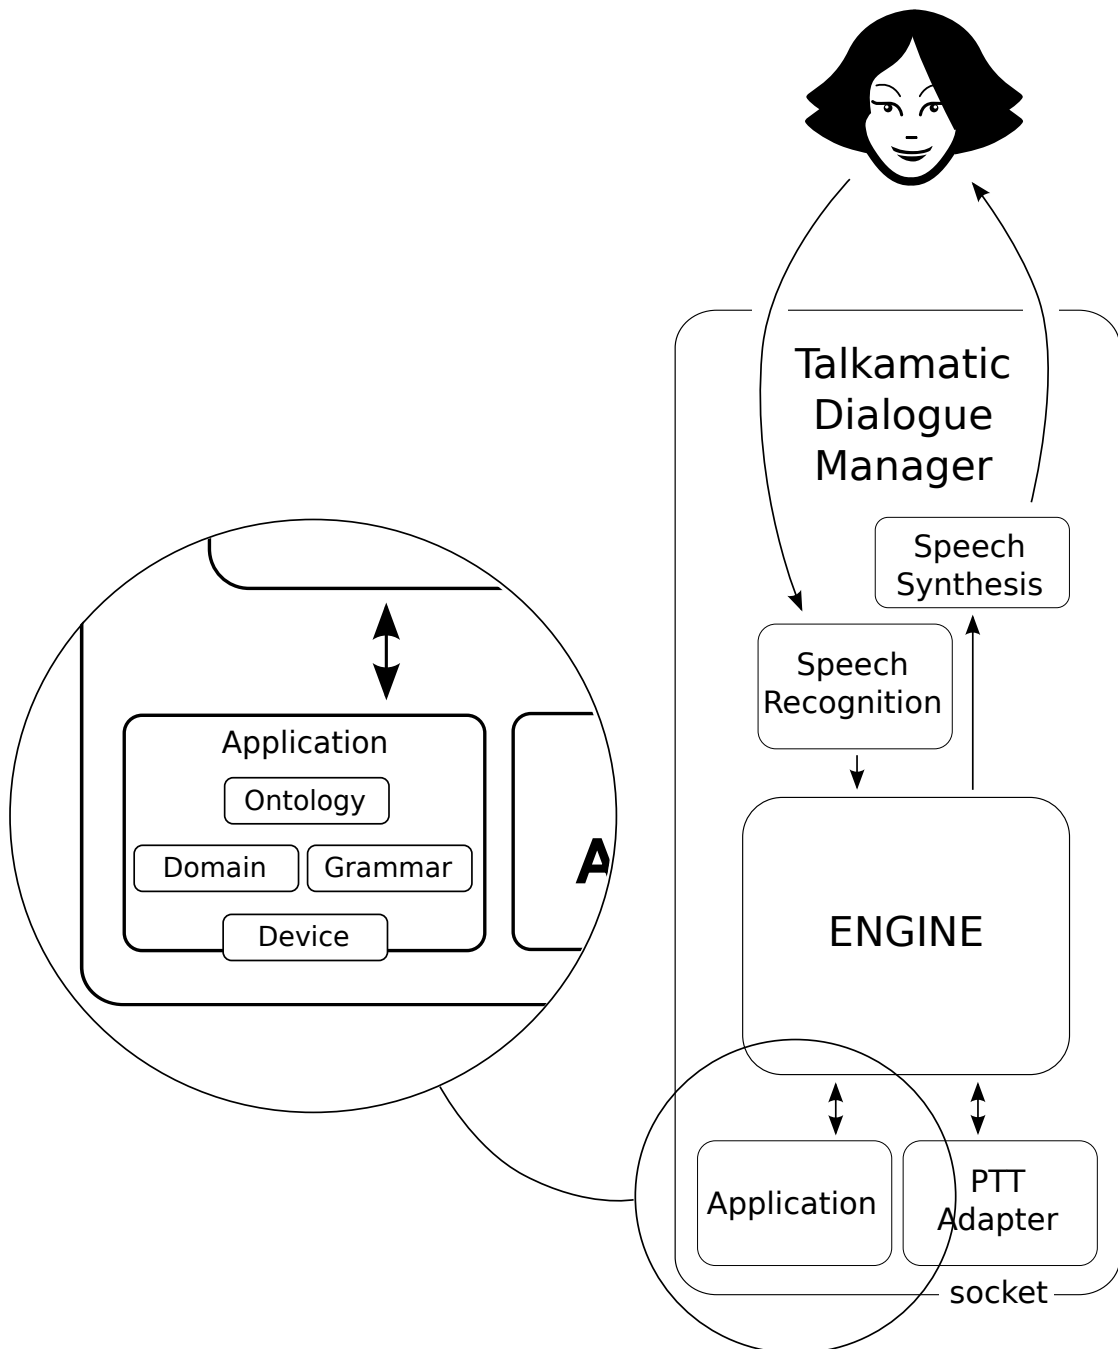 Talkamatic
Dialogue
Manager
Speech
Synthesis
Speech
Recognition
ENGINE
Application
PTT
Adapter
socket
Application
Ontology
Domain
Grammar
Device
A